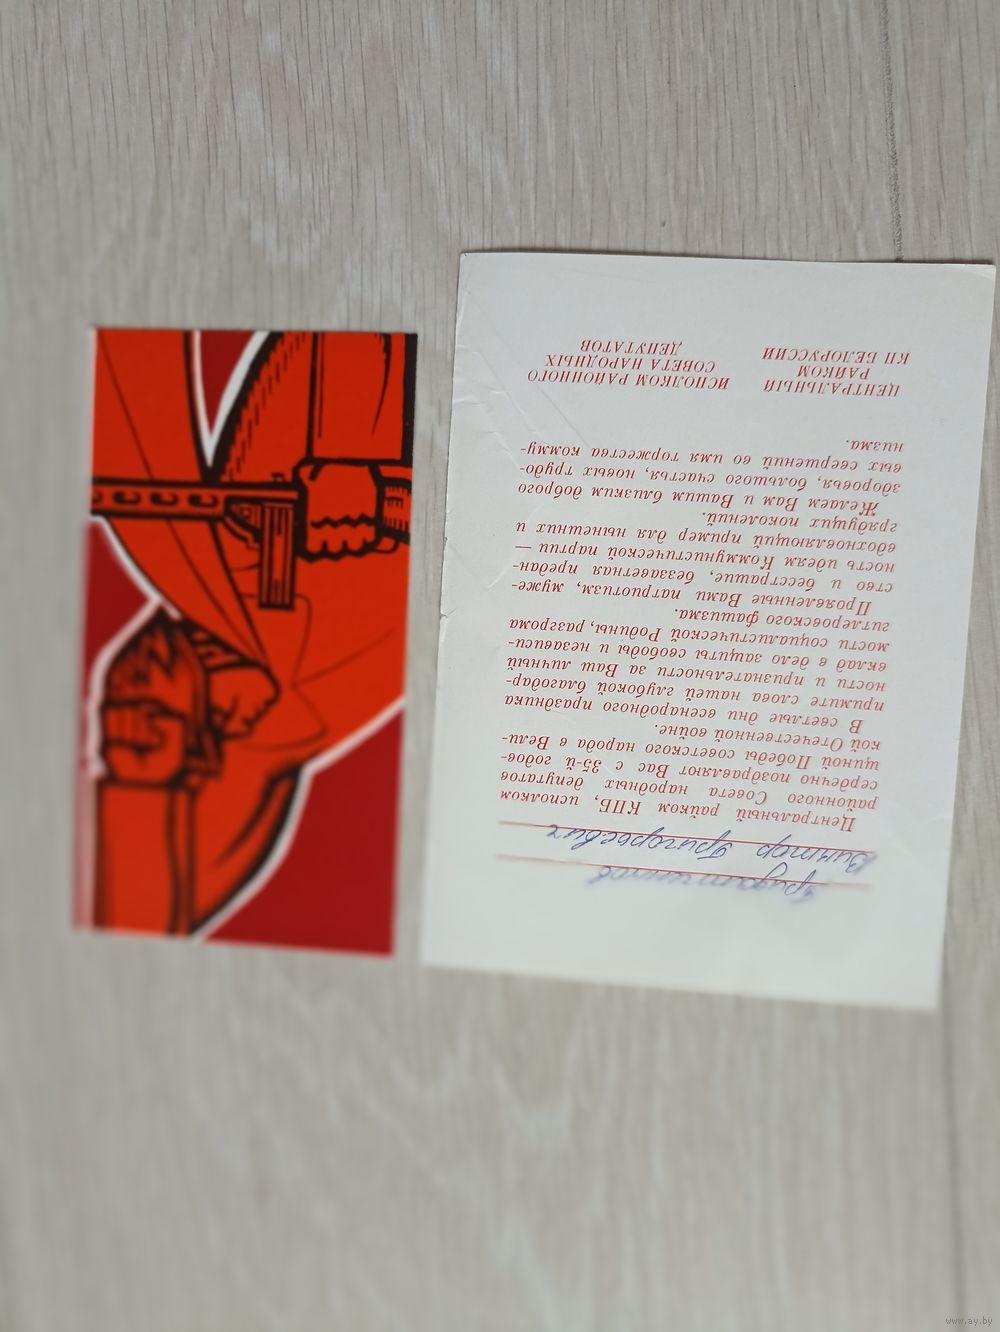 Виктор Григорьевич
Центральный райком КПБ, исполком
районного Совета народных депутатов
сердечно поздравляют Вас с 35-й годов-
щиной Победы советского народа в Вели-
кой Отечественной войне.
В светлые дни всенародного праздника
примите слова нашей глубокой благодар-
ности и признательности за Ваш личный
вклад в дело защиты свободы и независи-
мости социалистической Родины, разгрома
гитлеровского фашизма.
Проявленные Вами патриотизм, муже-
ство и бесстрашие, беззаветная предан-
ность идеям Коммунистической партии —
вдохновляющий пример для нынешних и
грядущих поколений.
Желаем Вам и Вашим близким доброго
здоровья, большого счастья, новых трудо-
вых свершений во имя торжества комму-
низма.
ЦЕНТРАЛЬНЫЙ
РАЙКОМ
КП БЕЛОРУССИИ
ИСПОЛКОМ РАЙОННОГО
СОВЕТА НАРОДНЫХ
ДЕПУТАТОВ
www.ay.by